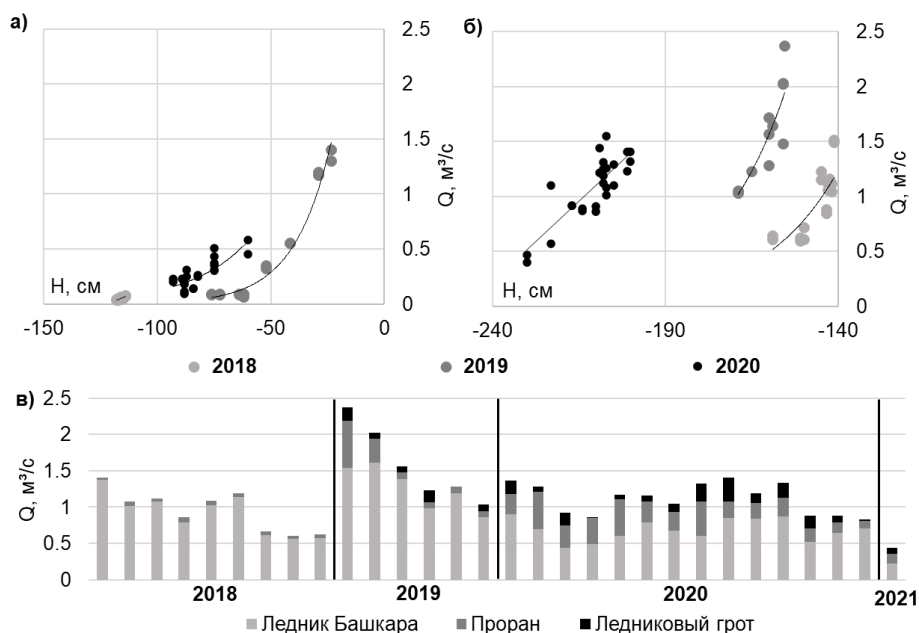 а)
2.5
2
1.5
1
0.5
0
Q, м³/с
Н, см
-150
-100
-50
0
б)
2.5
2
1.5
1
0.5
0
Q, м³/с
Н, см
-240
-190
-140
2018
2019
2020
в)
2.5
2
1.5
1
0.5
0
Q, м³/с
2018
2019
2020
2021
Ледник Башкара
Проран
Ледниковый грот